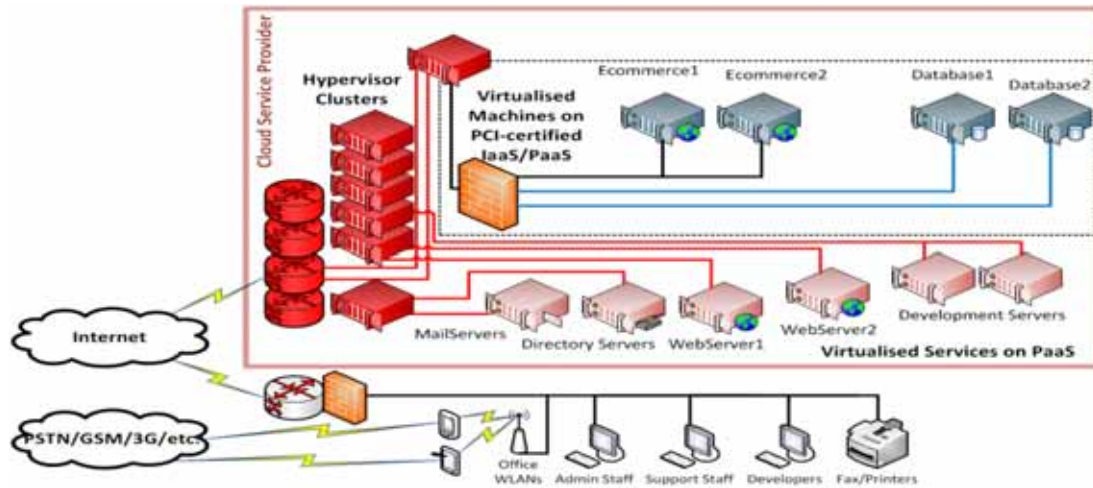 Cloud Service Provider
Hypervisor
Clusters
Virtualised
Machines on
PCI-certified
IaaS/PaaS
Ecommerce1
Ecommerce2
Database1
Database2
MailServers
Directory Servers
WebServer1
WebServer2
Development Servers
Virtualised Services on PaaS
Internet
PSTN/GSM/3G/etc.
Office
WLANs
Admin Staff
Support Staff
Developers
Fax/Printers